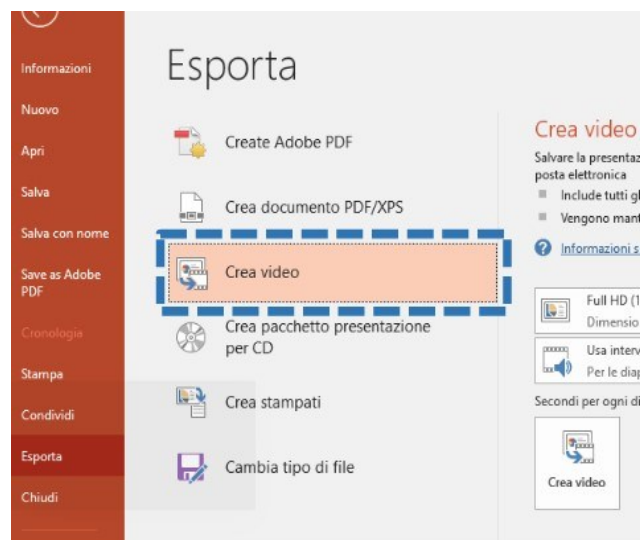 Informazioni
Nuovo
Apri
Salva
Salva con nome
Save as Adobe
PDF
Cronologia
Stampa
Condividi
Esporta
Chiudi
Esporta
Create Adobe PDF
Crea documento PDF/XPS
Crea video
Crea pacchetto presentazione
per CD
Crea stampati
Cambia tipo di file
Crea video
Salvare la presentaz
posta elettronica
Include tutti gl
Vengono mant
Informazioni s
Full HD (1
Dimensio
Usa interv
Per le diap
Secondi per ogni di
Crea video